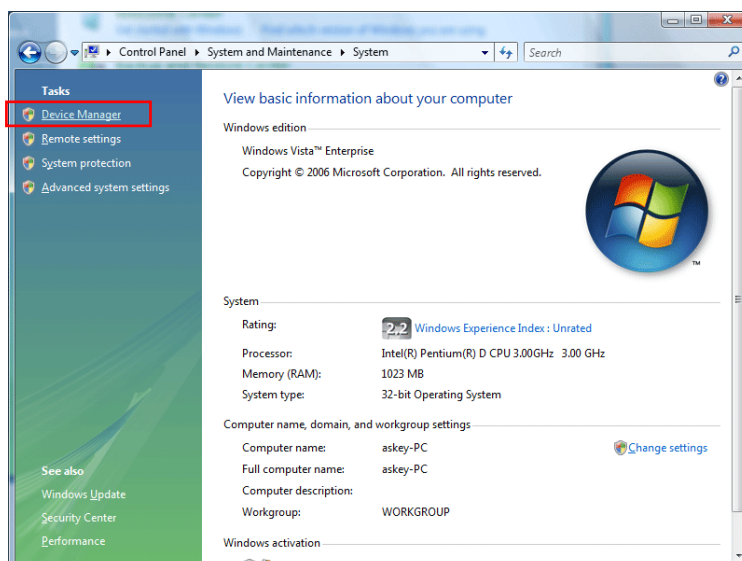 Control Panel System and Maintenance System
Search
Tasks
Device Manager
Remote settings
System protection
Advanced system settings
See also
Windows Update
Security Center
Performance
View basic information about your computer
Windows edition
Windows Vista™ Enterprise
Copyright © 2006 Microsoft Corporation. All rights reserved.
TM
System
Rating: 2.2 Windows Experience Index : Unrated
Processor: Intel(R) Pentium(R) D CPU 3.00GHz 3.00 GHz
Memory (RAM): 1023 MB
System type: 32-bit Operating System
Computer name, domain, and workgroup settings
Computer name: askey-PC Change settings
Full computer name: askey-PC
Computer description:
Workgroup: WORKGROUP
Windows activation